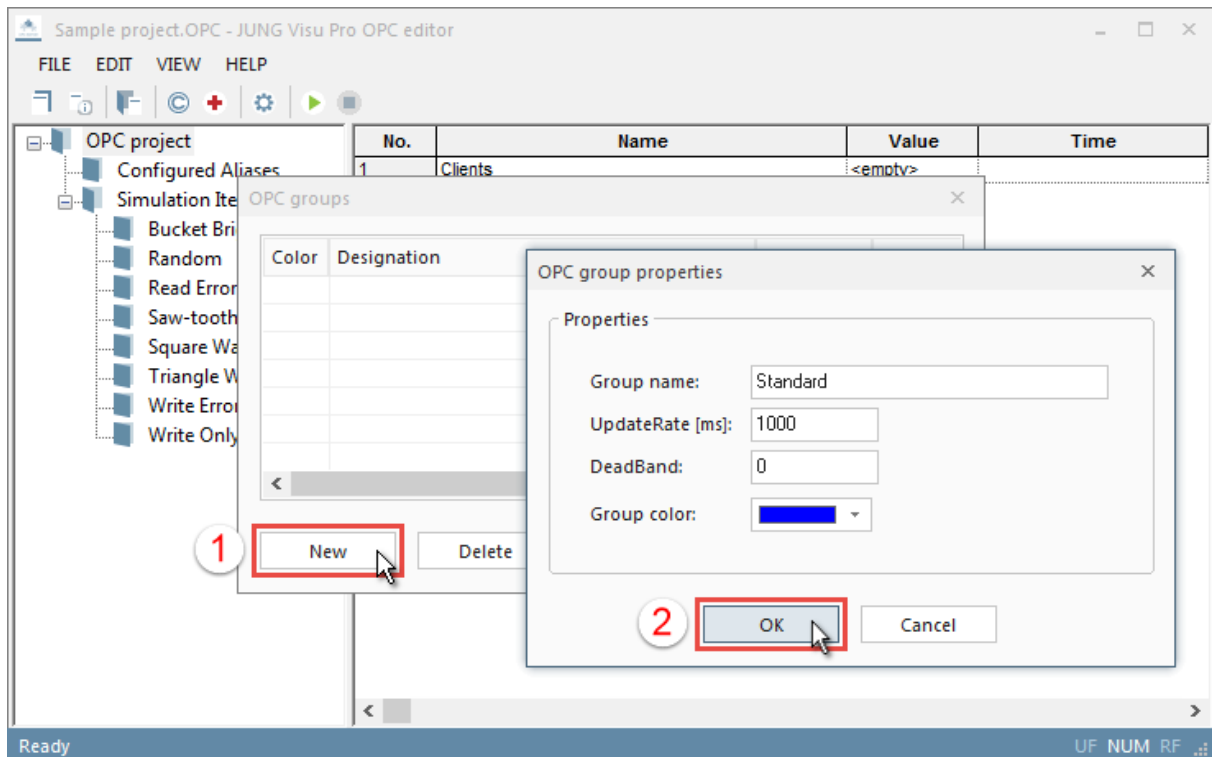 Sample project.OPC - JUNG Visu Pro OPC editor
FILE EDIT VIEW HELP
No. Name Value Time
1 Clients <empty>
OPC project
Configured Aliases
Simulation Ite
Bucket Bri
Random
Read Error
Saw-tooth
Square Wa
Triangle W
Write Error
Write Only
OPC groups
Color Designation
1
New Delete
OPC group properties
Properties
Group name: Standard
UpdateRate [ms]: 1000
DeadBand: 0
Group color:
2
OK Cancel
Ready UF NUM RF